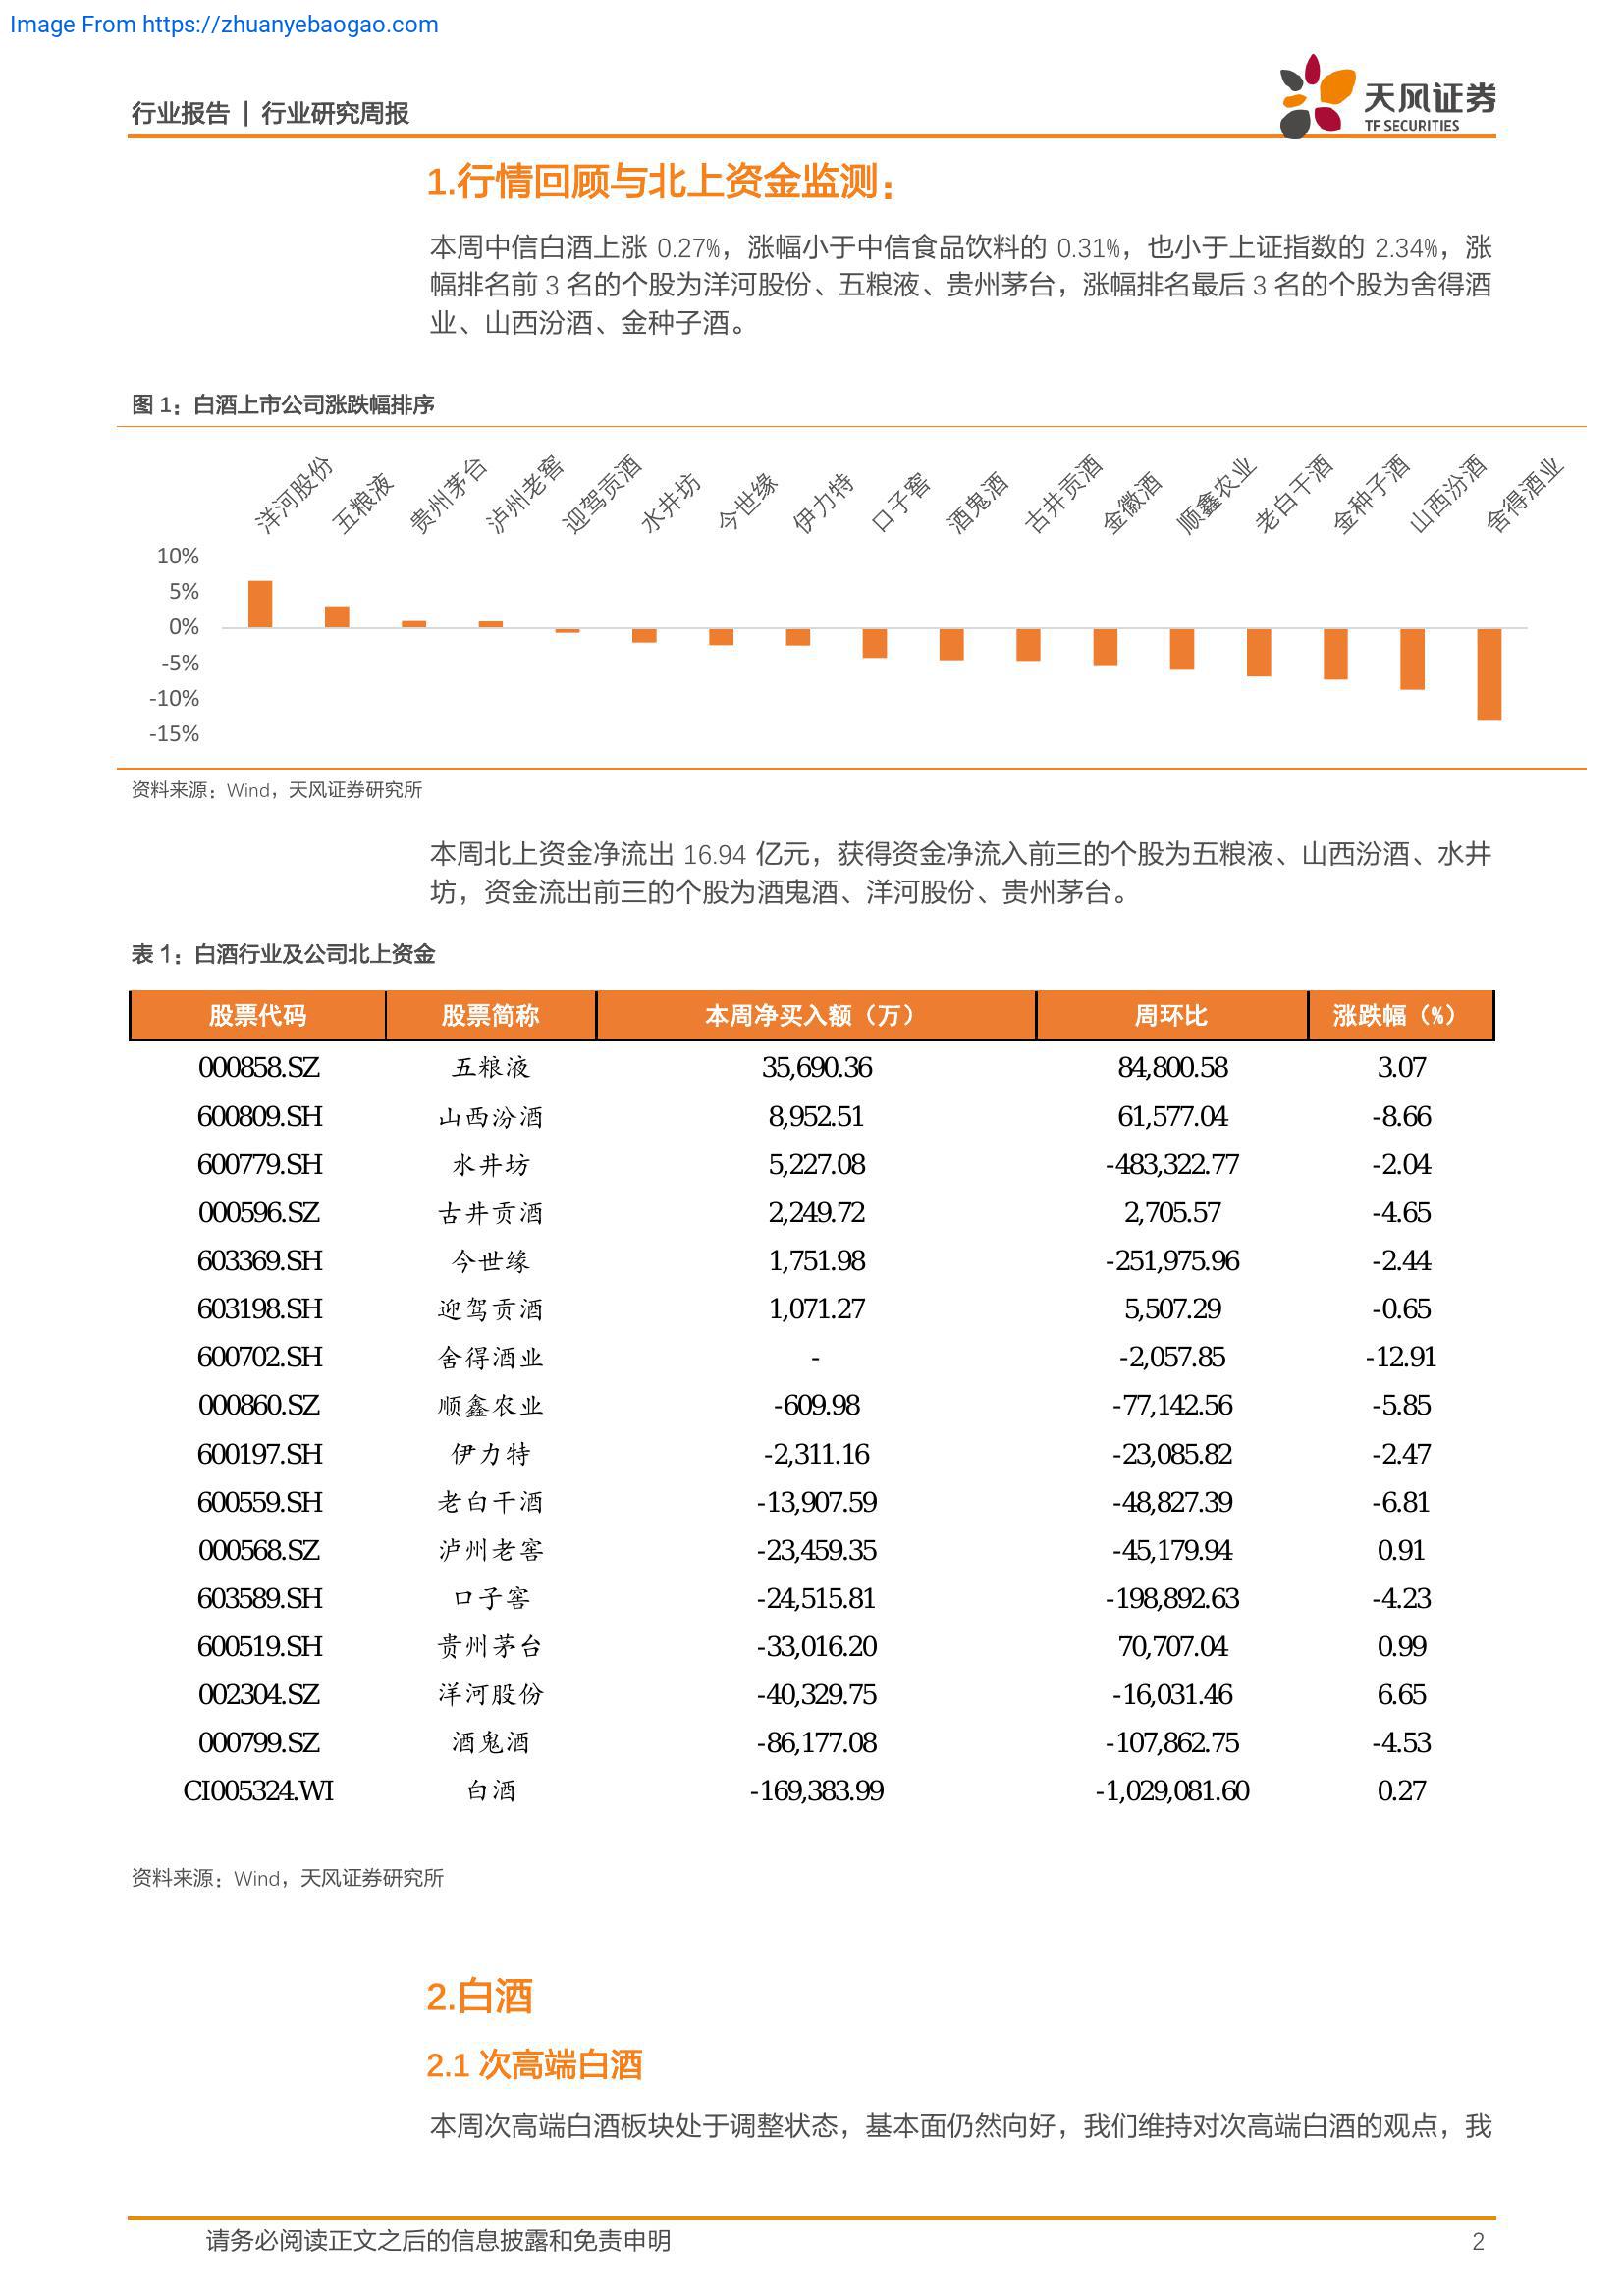 Image From https://zhuanyebaogao.com
行业报告 | 行业研究周报
天风证券
TF SECURITIES
1.行情回顾与北上资金监测：
本周中信白酒上涨 0.27%，涨幅小于中信食品饮料的 0.31%，也小于上证指数的 2.34%，涨
幅排名前 3 名的个股为洋河股份、五粮液、贵州茅台，涨幅排名最后 3 名的个股为舍得酒
业、山西汾酒、金种子酒。
图 1：白酒上市公司涨跌幅排序
洋河股份 五粮液 贵州茅台 泸州老窖 迎驾贡酒 水井坊 今世缘 伊力特 口子窖 酒鬼酒 古井贡酒 金徽酒 顺鑫农业 老白干酒 金种子酒 山西汾酒 舍得酒业
10%
5%
0%
-5%
-10%
-15%
资料来源：Wind，天风证券研究所
本周北上资金净流出 16.94 亿元，获得资金净流入前三的个股为五粮液、山西汾酒、水井
坊，资金流出前三的个股为酒鬼酒、洋河股份、贵州茅台。
表 1：白酒行业及公司北上资金
股票代码 股票简称 本周净买入额（万） 周环比 涨跌幅（%）
000858.SZ 五粮液 35,690.36 84,800.58 3.07
600809.SH 山西汾酒 8,952.51 61,577.04 -8.66
600779.SH 水井坊 5,227.08 -483,322.77 -2.04
000596.SZ 古井贡酒 2,249.72 2,705.57 -4.65
603369.SH 今世缘 1,751.98 -251,975.96 -2.44
603198.SH 迎驾贡酒 1,071.27 5,507.29 -0.65
600702.SH 舍得酒业 - -2,057.85 -12.91
000860.SZ 顺鑫农业 -609.98 -77,142.56 -5.85
600197.SH 伊力特 -2,311.16 -23,085.82 -2.47
600559.SH 老白干酒 -13,907.59 -48,827.39 -6.81
000568.SZ 泸州老窖 -23,459.35 -45,179.94 0.91
603589.SH 口子窖 -24,515.81 -198,892.63 -4.23
600519.SH 贵州茅台 -33,016.20 70,707.04 0.99
002304.SZ 洋河股份 -40,329.75 -16,031.46 6.65
000799.SZ 酒鬼酒 -86,177.08 -107,862.75 -4.53
CI005324.WI 白酒 -169,383.99 -1,029,081.60 0.27
资料来源：Wind，天风证券研究所
2.白酒
2.1 次高端白酒
本周次高端白酒板块处于调整状态，基本面仍然向好，我们维持对次高端白酒的观点，我
请务必阅读正文之后的信息披露和免责申明 2